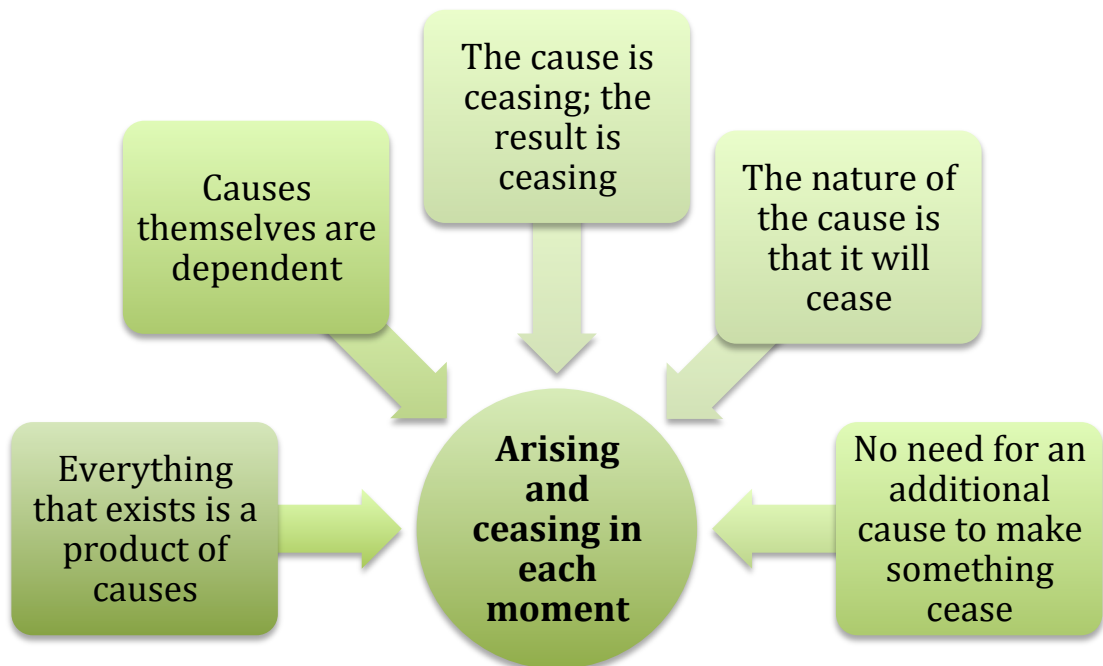 Everything
that exists is a
product of
causes
Causes
themselves are
dependent
The cause is
ceasing; the
result is
ceasing
The nature of
the cause is
that it will
cease
No need for an
additional
cause to make
something
cease
Arising
and
ceasing in
each
moment